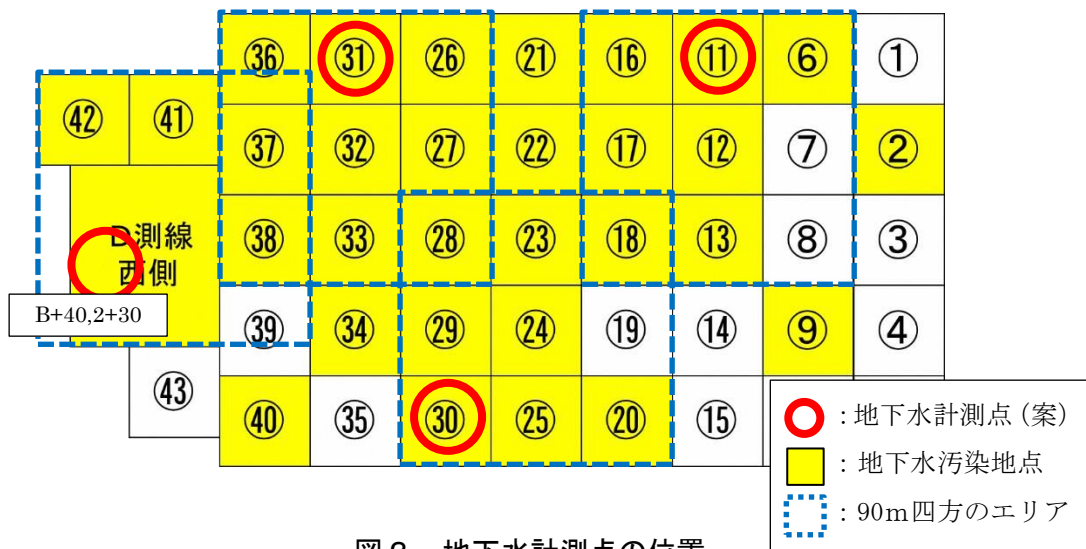 ㊱ ㉛ ㉖ ㉑ ⑯ ⑪ ⑥ ①
㊷ ㊶ ㊲ ㉜ ㉗ ㉒ ⑰ ⑫ ⑦ ②
D測線
西側
㊳ ㉝ ㉘ ㉓ ⑱ ⑬ ⑧ ③
B+40,2+30
㊴ ㉞ ㉙ ㉔ ⑲ ⑭ ⑨ ④
㊸ ㊵ ㉟ ㉚ ㉕ ⑳ ⑮
:地下水計測点(案)
:地下水汚染地点
:90m四方のエリア